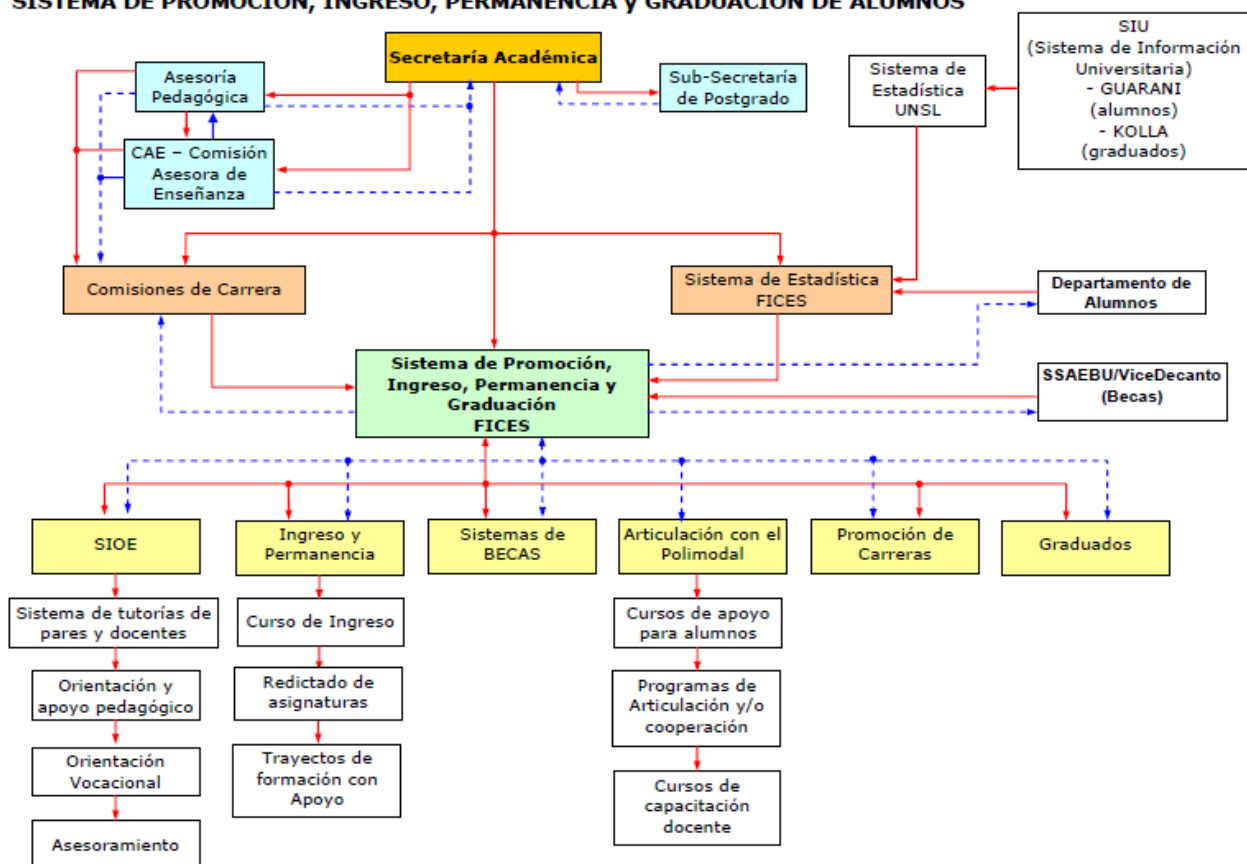 SISTEMA DE PROMOCIÓN, INGRESO, PERMANENCIA y GRADUACIÓN DE ALUMNOS
Secretaría Académica
Asesoría
Pedagógica
Sub-Secretaría
de Postgrado
Sistema de
Estadística
UNSL
SIU
(Sistema de Información
Universitaria)
- GUARANI
(alumnos)
- KOLLA
(graduados)
CAE – Comisión
Asesora de
Enseñanza
Comisiones de Carrera
Sistema de Estadística
FICES
Departamento de
Alumnos
Sistema de Promoción,
Ingreso, Permanencia y
Graduación
FICES
SSAEBU/ViceDecanto
(Becas)
SIOE
Ingreso y
Permanencia
Sistemas de
BECAS
Articulación con el
Polimodal
Promoción de
Carreras
Graduados
Sistema de tutorías de
pares y docentes
Curso de Ingreso
Cursos de apoyo
para alumnos
Orientación y
apoyo pedagógico
Redictado de
asignaturas
Programas de
Articulación y/o
cooperación
Orientación
Vocacional
Trayectos de
formación con
Apoyo
Cursos de
capacitación
docente
Asesoramiento